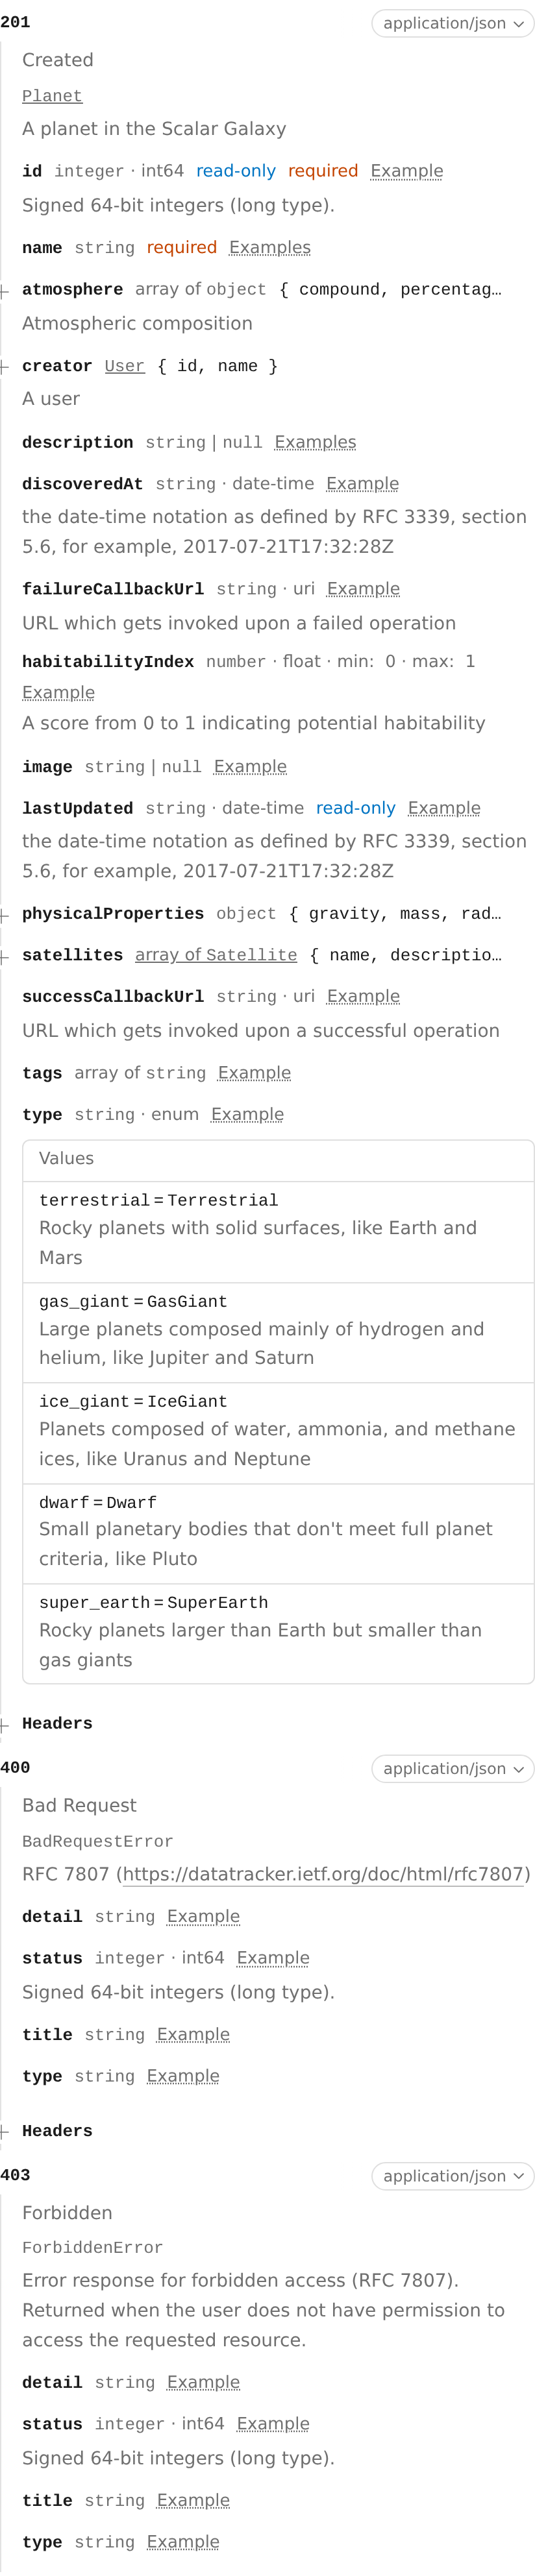 201 application/json
Created
Planet
A planet in the Scalar Galaxy
id integer · int64 read-only required Example
Signed 64-bit integers (long type).
name string required Examples
atmosphere array of object { compound, percentag…
Atmospheric composition
creator User { id, name }
A user
description string | null Examples
discoveredAt string · date-time Example
the date-time notation as defined by RFC 3339, section
5.6, for example, 2017-07-21T17:32:28Z
failureCallbackUrl string · uri Example
URL which gets invoked upon a failed operation
habitabilityIndex number · float · min: 0 · max: 1
Example
A score from 0 to 1 indicating potential habitability
image string | null Example
lastUpdated string · date-time read-only Example
the date-time notation as defined by RFC 3339, section
5.6, for example, 2017-07-21T17:32:28Z
physicalProperties object { gravity, mass, rad…
satellites array of Satellite { name, descriptio…
successCallbackUrl string · uri Example
URL which gets invoked upon a successful operation
tags array of string Example
type string · enum Example
Values
terrestrial = Terrestrial
Rocky planets with solid surfaces, like Earth and
Mars
gas_giant = GasGiant
Large planets composed mainly of hydrogen and
helium, like Jupiter and Saturn
ice_giant = IceGiant
Planets composed of water, ammonia, and methane
ices, like Uranus and Neptune
dwarf = Dwarf
Small planetary bodies that don't meet full planet
criteria, like Pluto
super_earth = SuperEarth
Rocky planets larger than Earth but smaller than
gas giants
Headers
400 application/json
Bad Request
BadRequestError
RFC 7807 (https://datatracker.ietf.org/doc/html/rfc7807)
detail string Example
status integer · int64 Example
Signed 64-bit integers (long type).
title string Example
type string Example
Headers
403 application/json
Forbidden
ForbiddenError
Error response for forbidden access (RFC 7807).
Returned when the user does not have permission to
access the requested resource.
detail string Example
status integer · int64 Example
Signed 64-bit integers (long type).
title string Example
type string Example